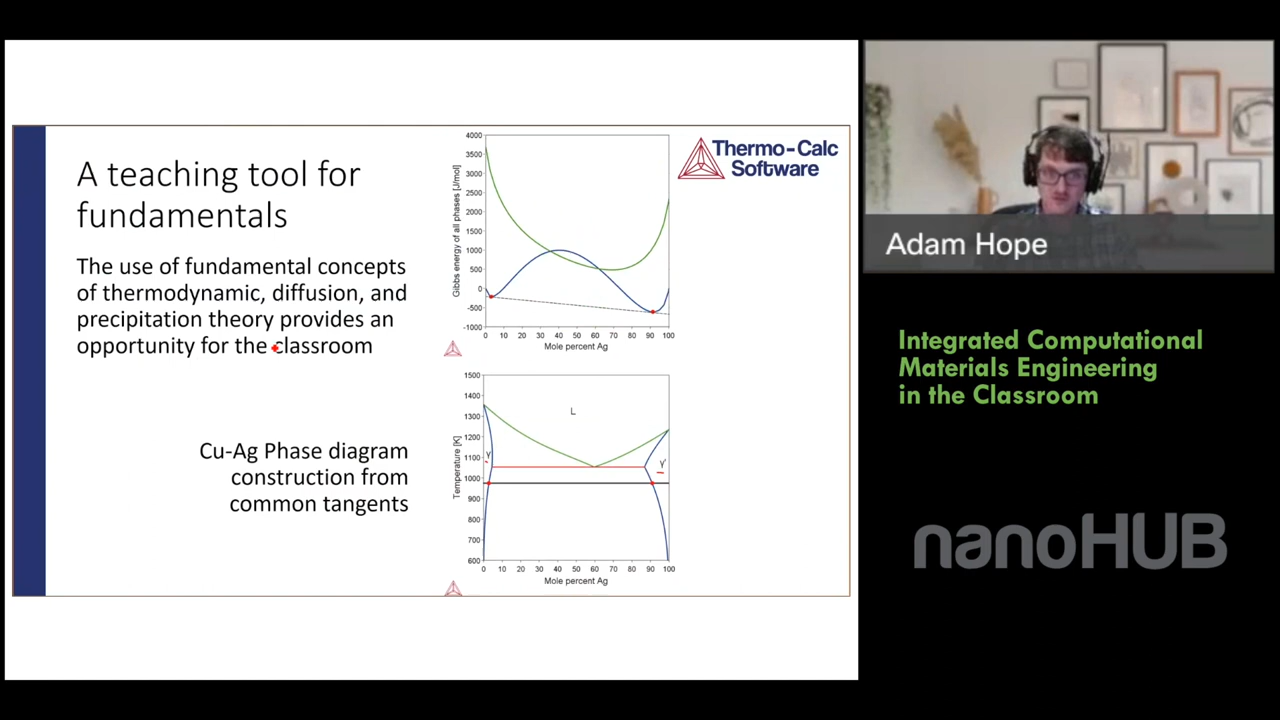 A teaching tool for
fundamentals
The use of fundamental concepts
of thermodynamic, diffusion, and
precipitation theory provides an
opportunity for the classroom
Cu-Ag Phase diagram
construction from
common tangents
Gibbs energy of all phases [J/mol]
4000
3500
3000
2500
2000
1500
1000
500
0
-500
-1000
0 10 20 30 40 50 60 70 80 90 100
Mole percent Ag
Temperature [K]
1500
1400
1300
1200
1100
1000
900
800
700
600
L
γ
γ'
0 10 20 30 40 50 60 70 80 90 100
Mole percent Ag
Thermo-Calc
Software
Adam Hope
Integrated Computational
Materials Engineering
in the Classroom
nanoHUB